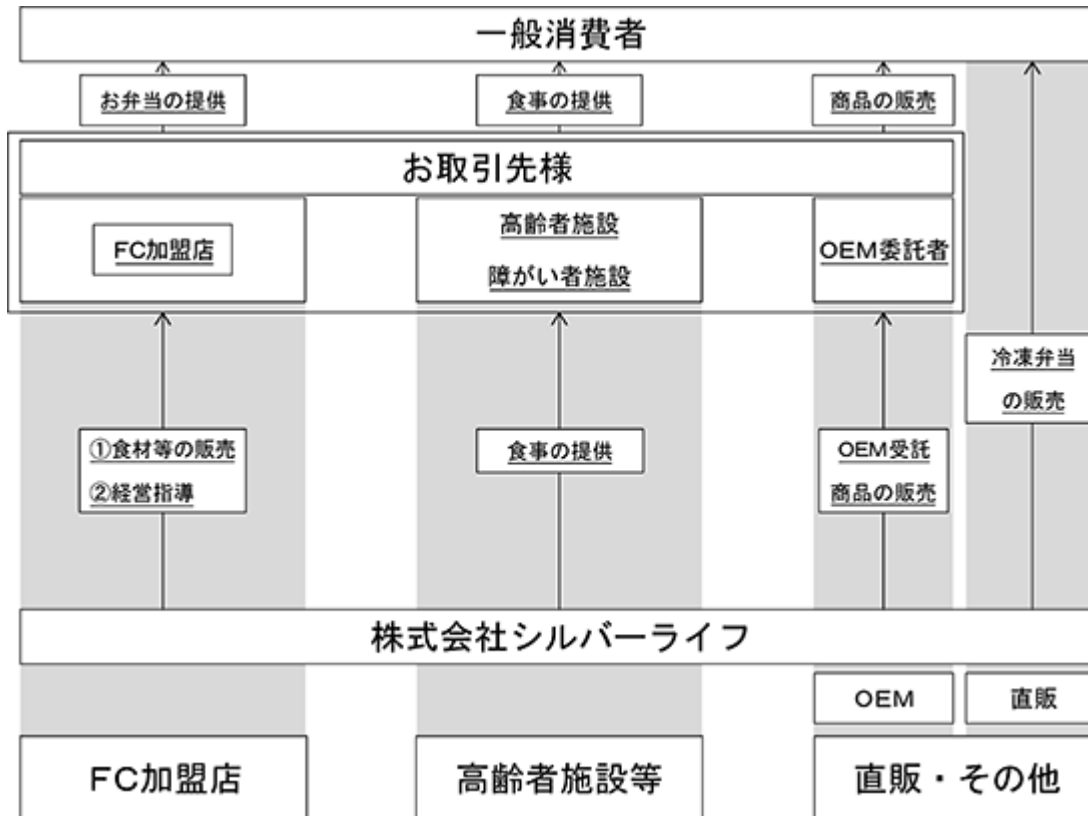 一般消費者
お弁当の提供
食事の提供
商品の販売
お取引先様
FC加盟店
高齢者施設
障がい者施設
OEM委託者
冷凍弁当
の販売
①食材等の販売
②経営指導
食事の提供
OEM受託
商品の販売
株式会社シルバーライフ
OEM
直販
FC加盟店
高齢者施設等
直販・その他